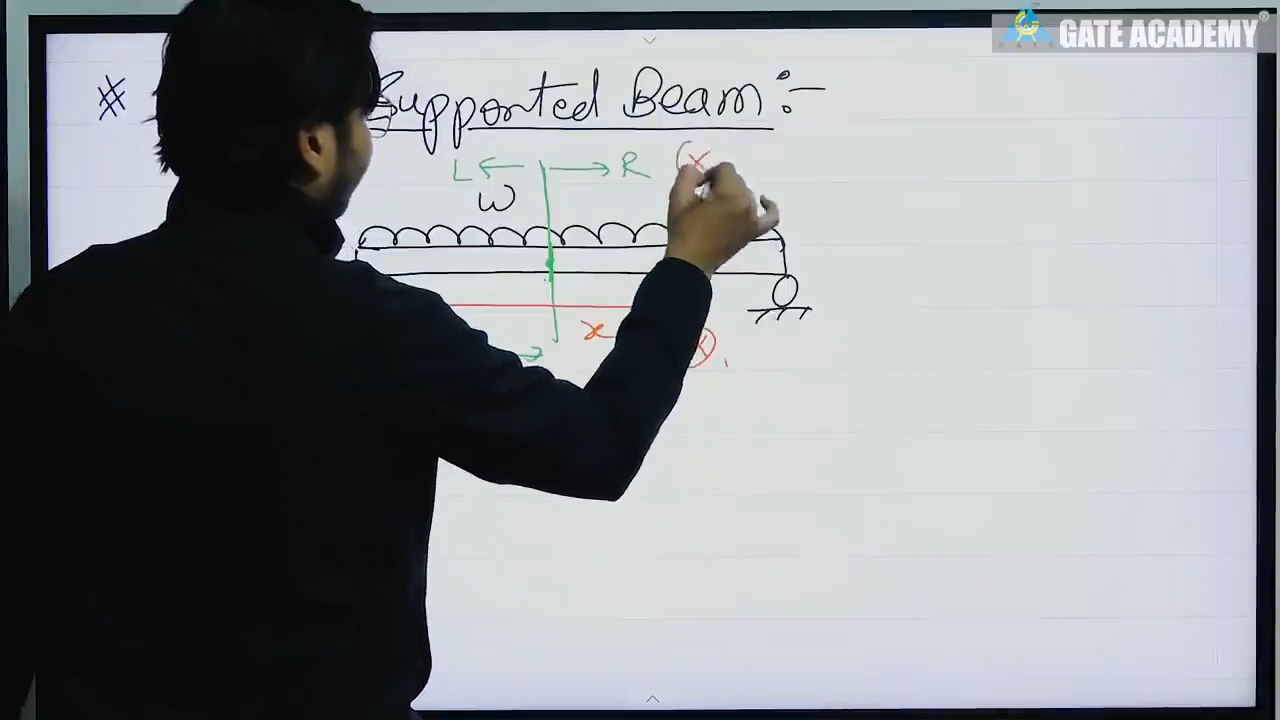 GATE ACADEMY®
# Supported Beam :-
L ← → R (x
w
x
x